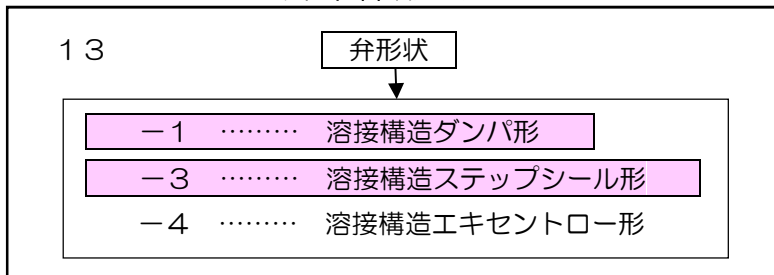 １３ 弁形状
－１ ……… 溶接構造ダンパ形
－３ ……… 溶接構造ステップシール形
－４ ……… 溶接構造エキセントロー形